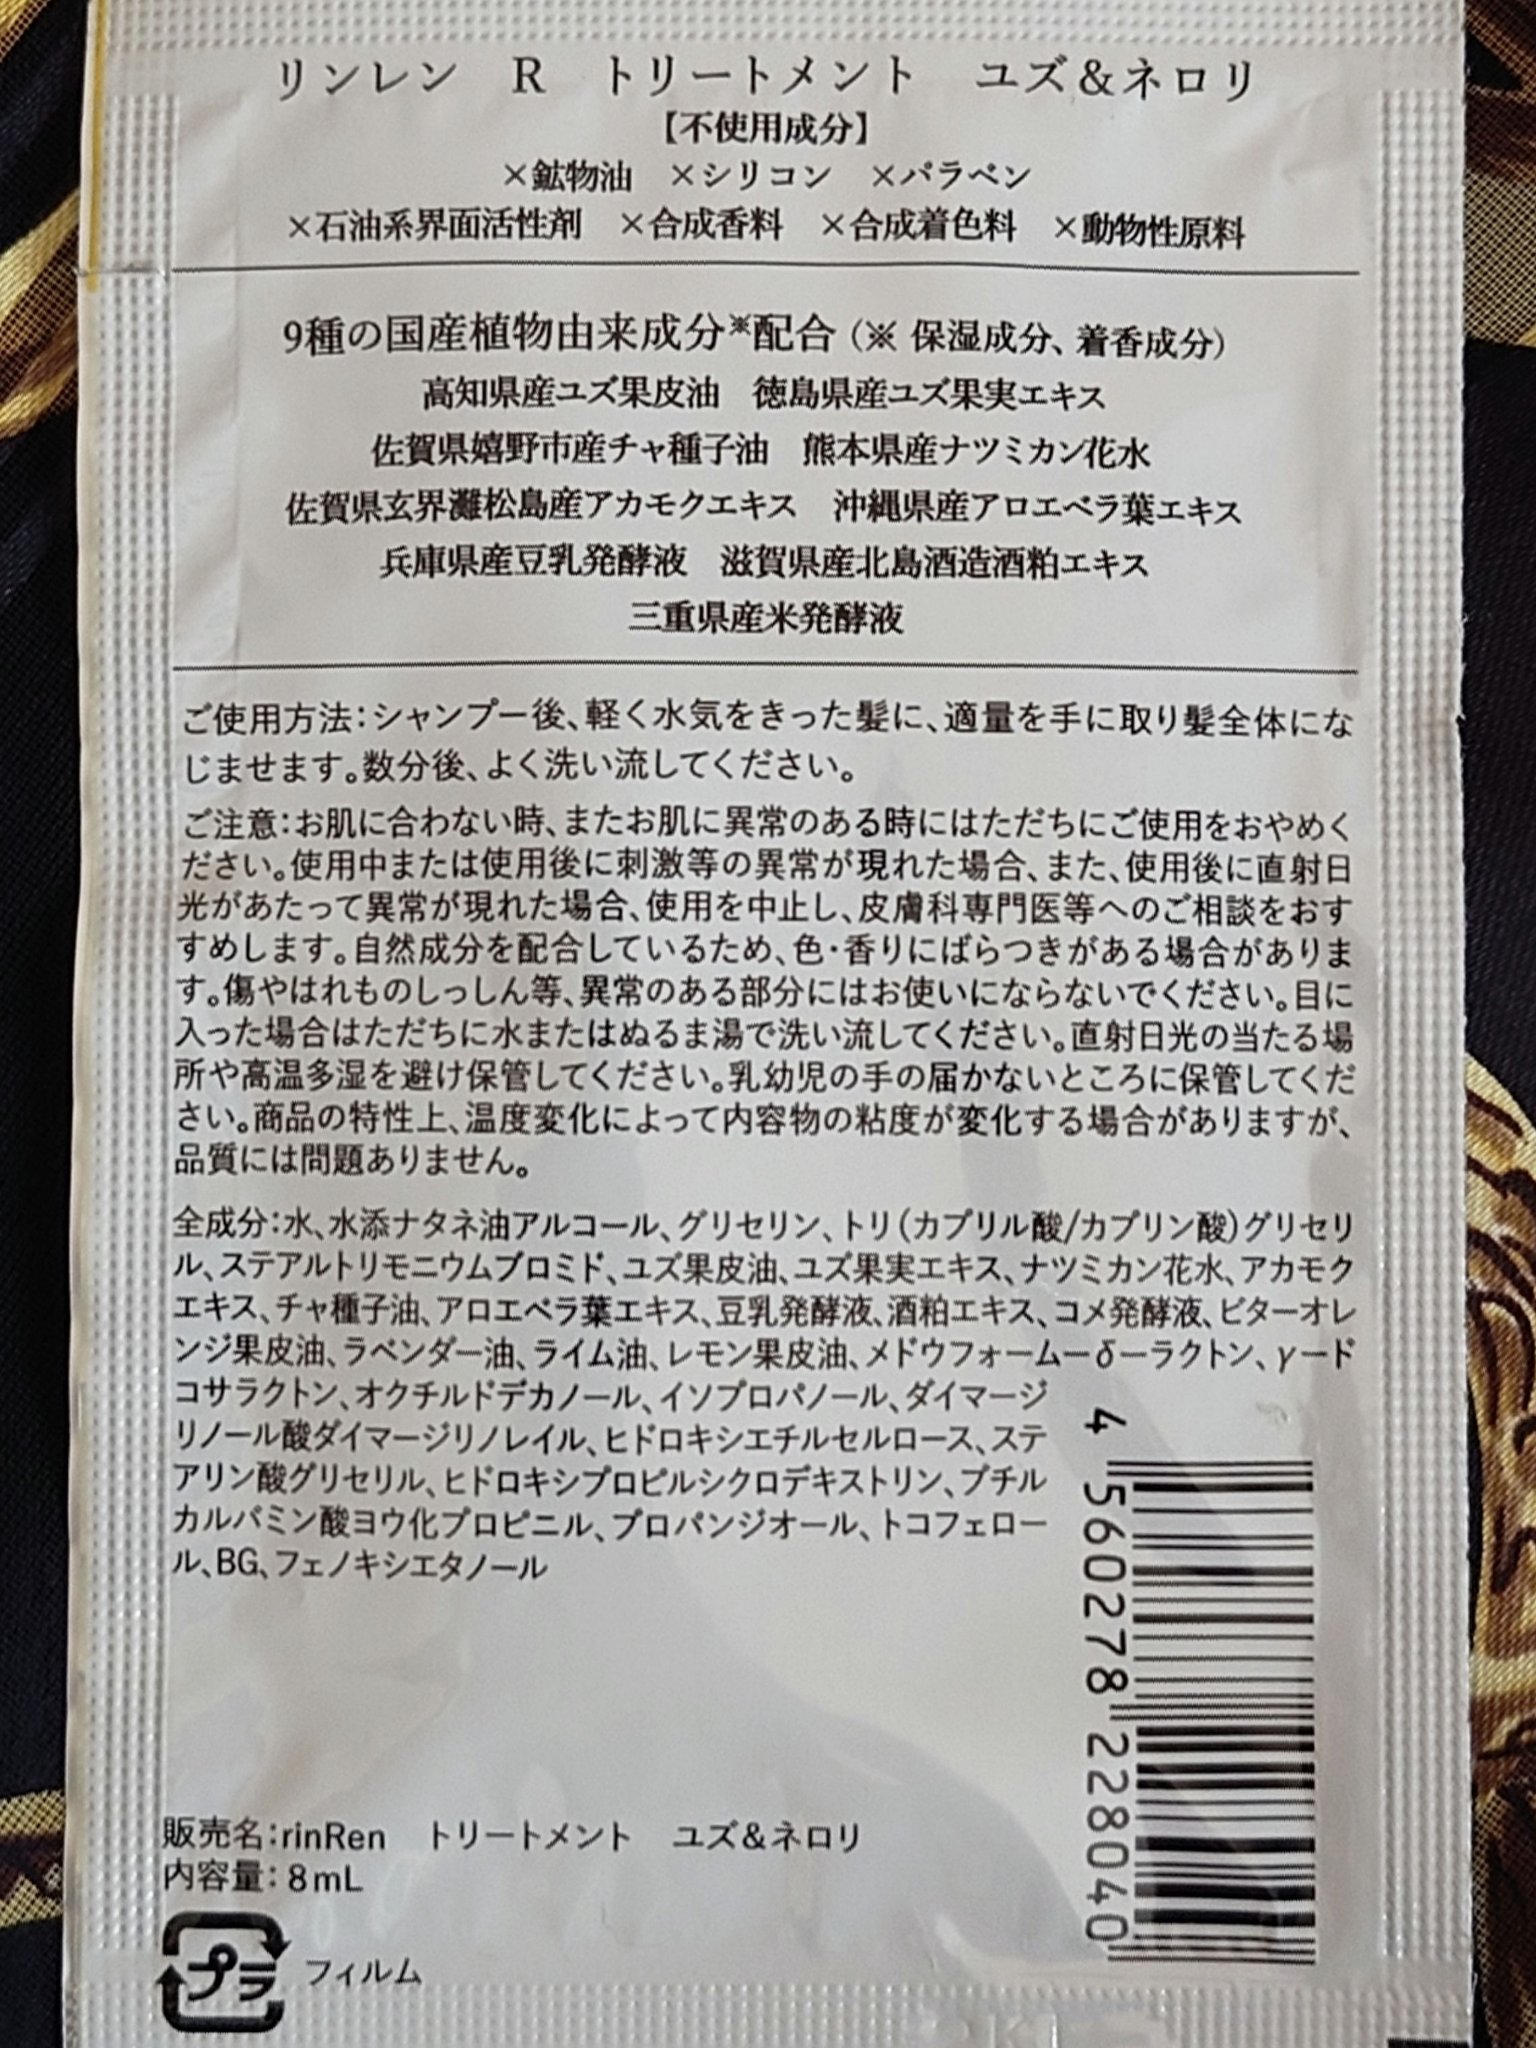 リンレン　R　トリートメント　ユズ&ネロリ
【不使用成分】
×鉱物油　×シリコン　×パラベン
×石油系界面活性剤　×合成香料　×合成着色料　×動物性原料
9種の国産植物由来成分※配合（※ 保湿成分、着香成分）
高知県産ユズ果皮油　徳島県産ユズ果実エキス
佐賀県嬉野市産チャ種子油　熊本県産ナツミカン花水
佐賀県玄界灘松島産アカモクエキス　沖縄県産アロエベラ葉エキス
兵庫県産豆乳発酵液　滋賀県産北島酒造酒粕エキス
三重県産米発酵液
ご使用方法：シャンプー後、軽く水気をきった髪に、適量を手に取り髪全体にな
じませます。数分後、よく洗い流してください。
ご注意：お肌に合わない時、またお肌に異常のある時にはただちにご使用をおやめく
ださい。使用中または使用後に刺激等の異常が現れた場合、また、使用後に直射日
光があたって異常が現れた場合、使用を中止し、皮膚科専門医等へのご相談をおす
すめします。自然成分を配合しているため、色・香りにばらつきがある場合がありま
す。傷やはれものしっしん等、異常のある部分にはお使いにならないでください。目に
入った場合はただちに水またはぬるま湯で洗い流してください。直射日光の当たる場
所や高温多湿を避け保管してください。乳幼児の手の届かないところに保管してくだ
さい。商品の特性上、温度変化によって内容物の粘度が変化する場合がありますが、
品質には問題ありません。
全成分：水、水添ナタネ油アルコール、グリセリン、トリ（カプリル酸/カプリン酸）グリセリ
ル、ステアルトリモニウムブロミド、ユズ果皮油、ユズ果実エキス、ナツミカン花水、アカモク
エキス、チャ種子油、アロエベラ葉エキス、豆乳発酵液、酒粕エキス、コメ発酵液、ビターオレ
ンジ果皮油、ラベンダー油、ライム油、レモン果皮油、メドウフォームーδーラクトン、γード
コサラクトン、オクチルドデカノール、イソプロパノール、ダイマージ
リノール酸ダイマージリノレイル、ヒドロキシエチルセルロース、ステ
アリン酸グリセリル、ヒドロキシプロピルシクロデキストリン、ブチル
カルバミン酸ヨウ化プロピニル、プロパンジオール、トコフェロー
ル、BG、フェノキシエタノール
4 560278 228040
販売名：rinRen　トリートメント　ユズ&ネロリ
内容量：8mL
プラ フィルム